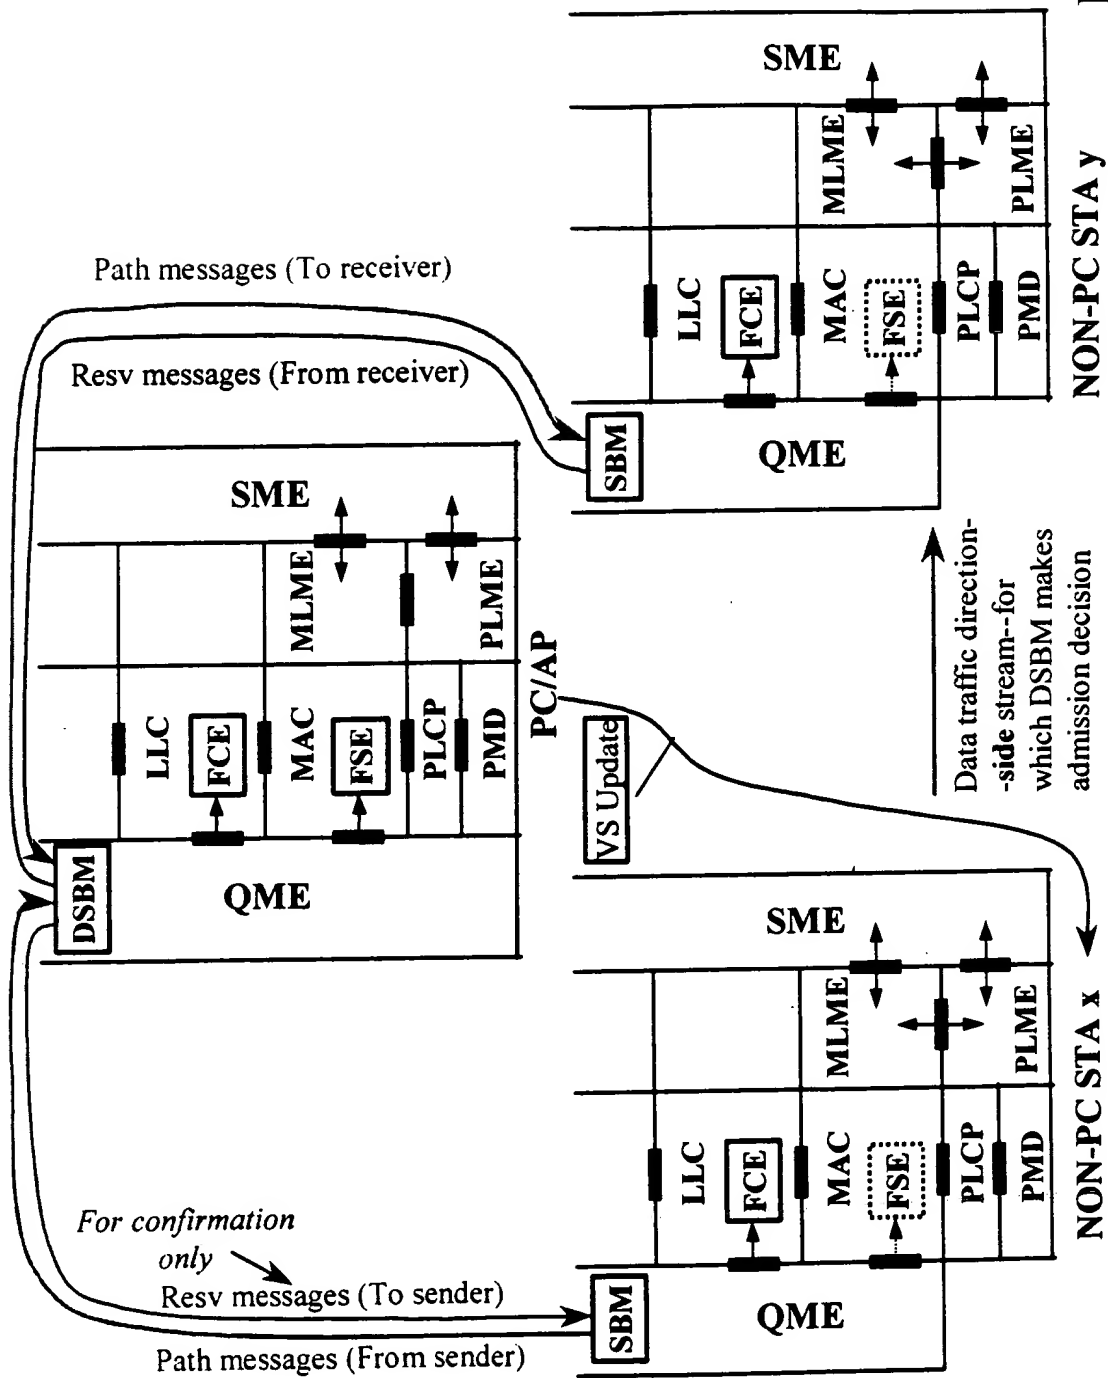 SME
MLME
PLME
LLC
FCE
MAC
FSE
PLCP
PMD
SBM
QME
NON-PC STA y
Path messages (To receiver)
Resv messages (From receiver)
SME
MLME
PLME
LLC
FCE
MAC
FSE
PLCP
PMD
DSBM
QME
PC/AP
VS Update
Data traffic direction-
-side stream--for
which DSBM makes
admission decision
SME
MLME
PLME
LLC
FCE
MAC
FSE
PLCP
PMD
SBM
QME
NON-PC STA x
For confirmation
only
Resv messages (To sender)
Path messages (From sender)